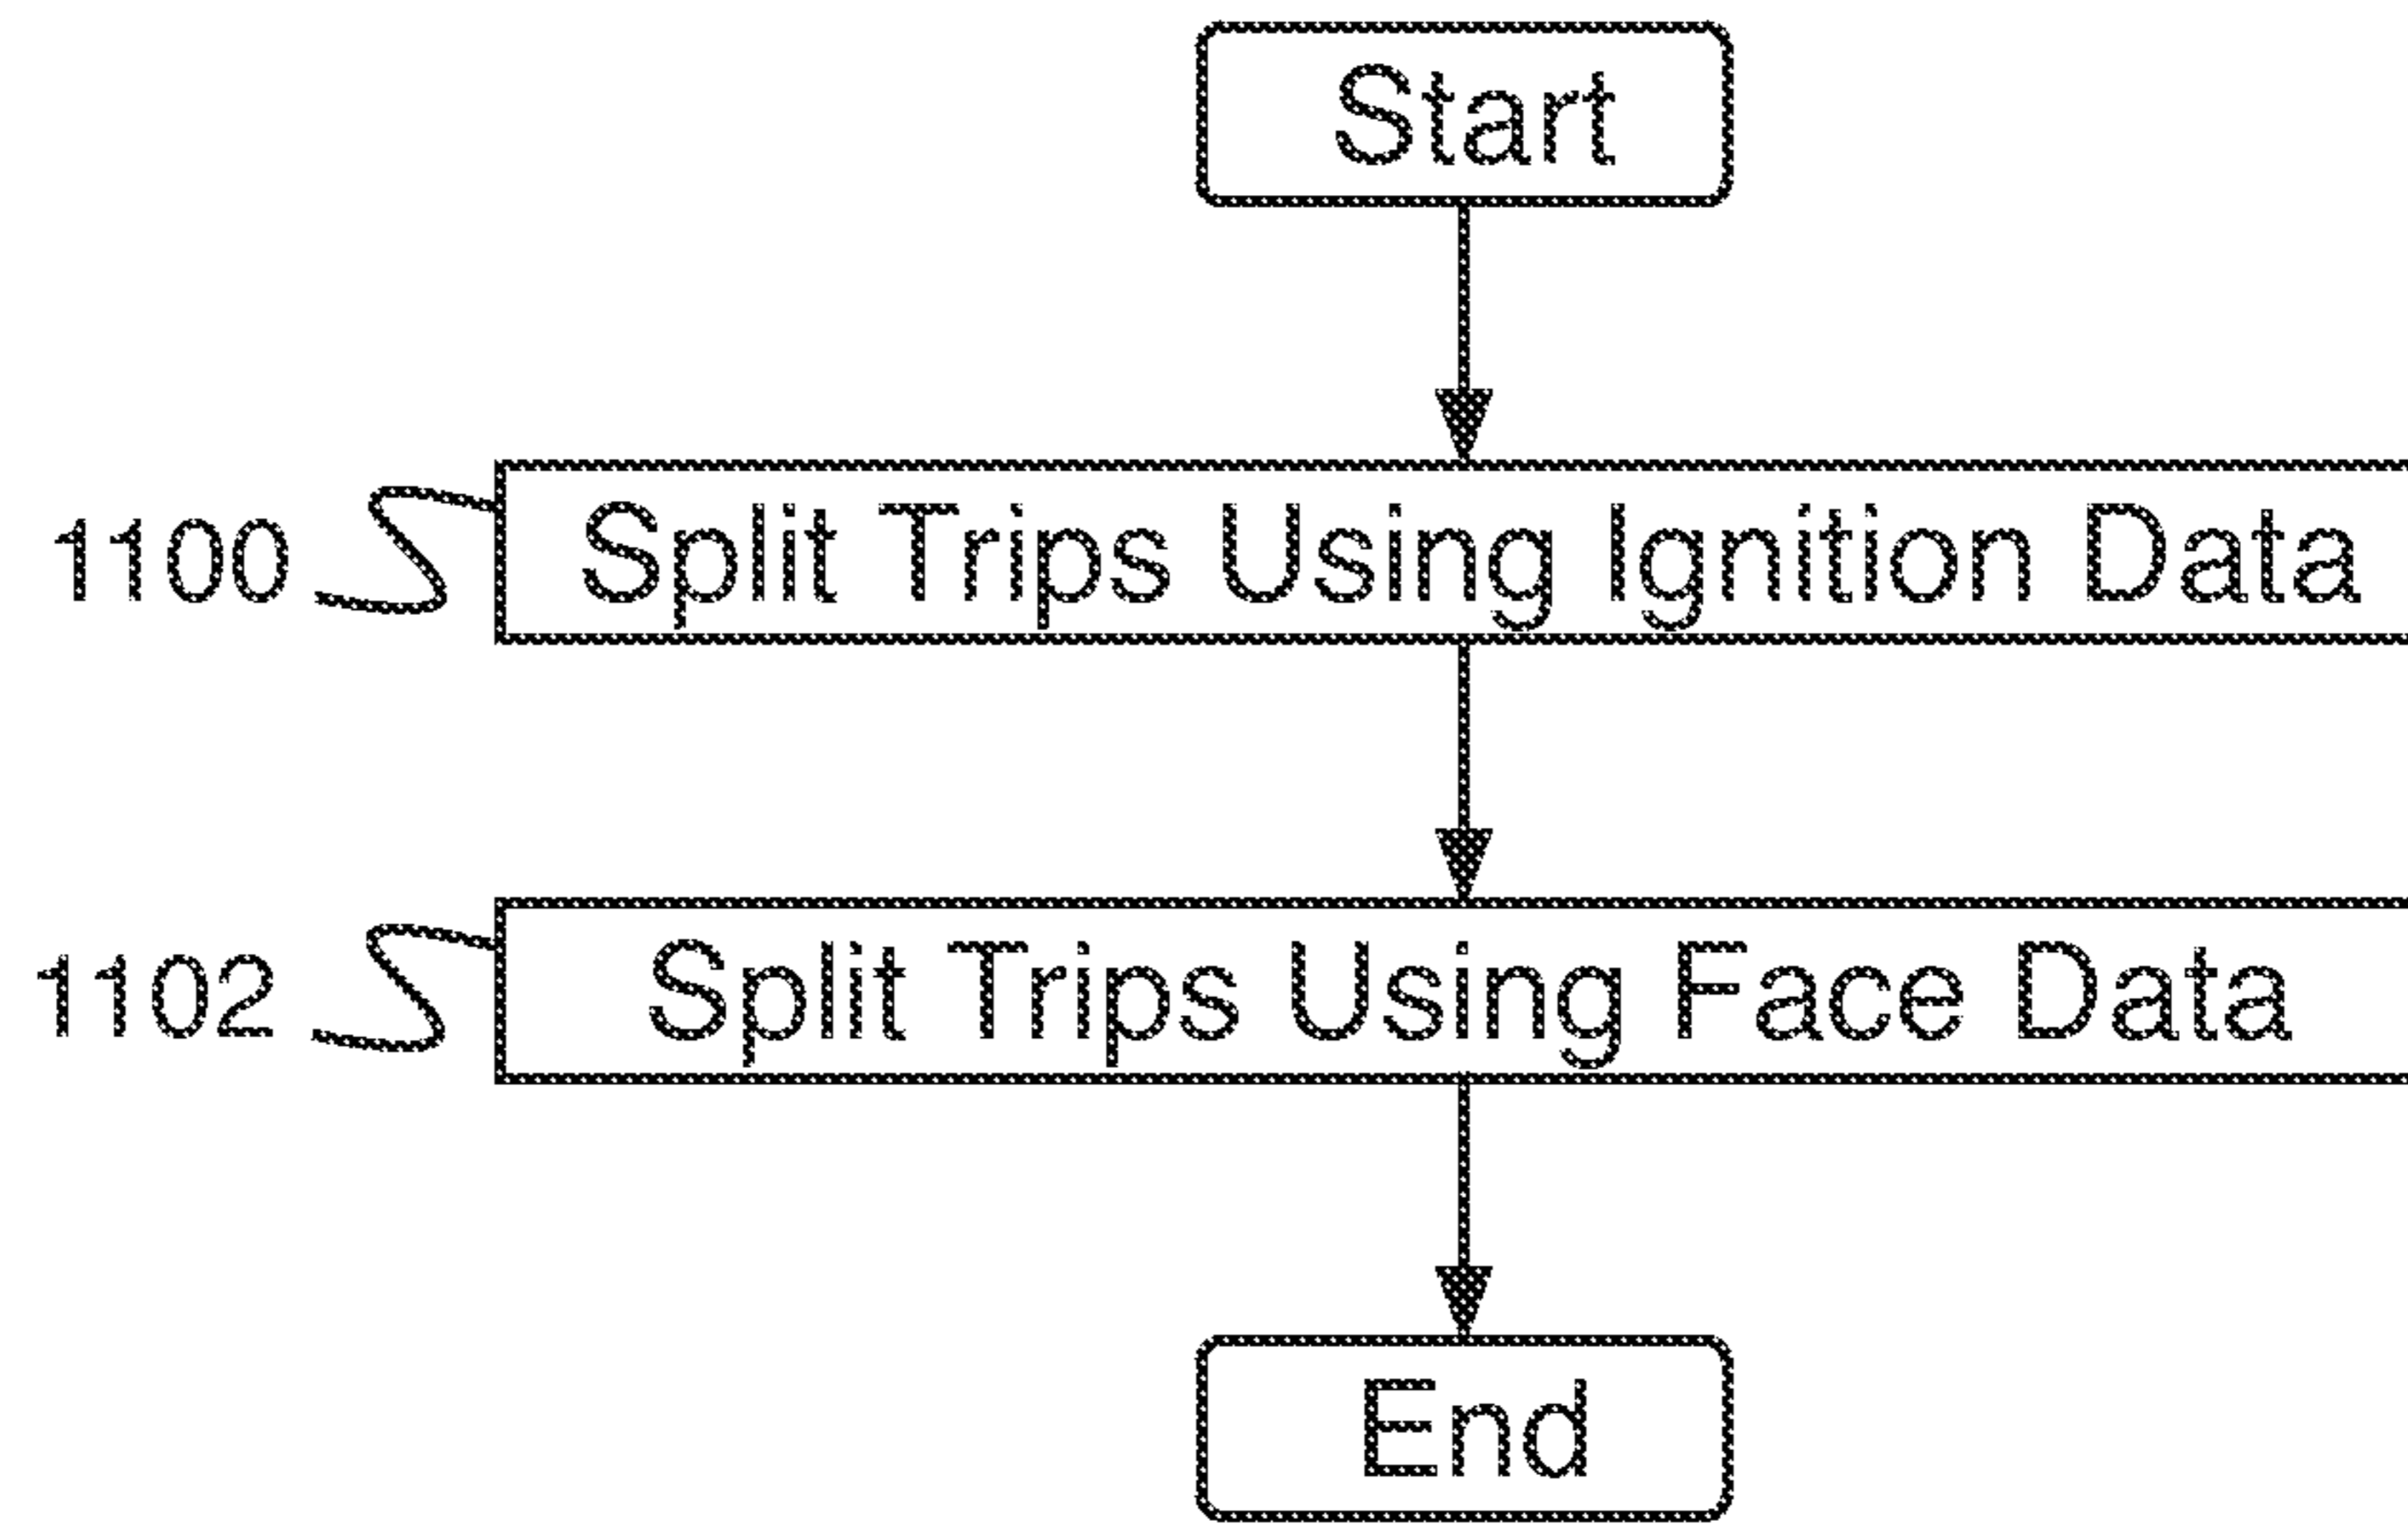 Start
1100 Split Trips Using Ignition Data
1102 Split Trips Using Face Data
End